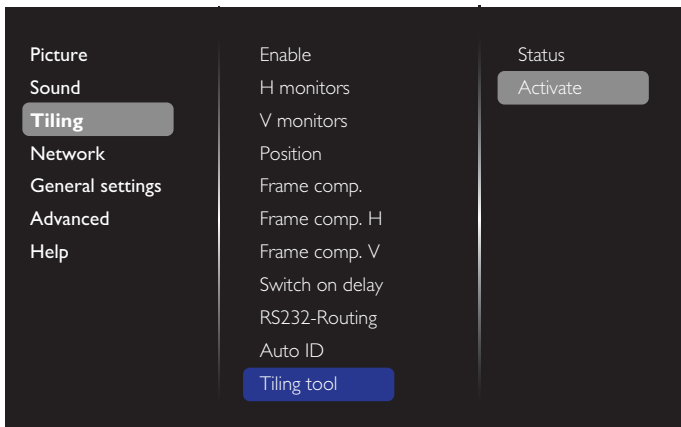 Picture
Sound
Tiling
Network
General settings
Advanced
Help
Enable
H monitors
V monitors
Position
Frame comp.
Frame comp. H
Frame comp. V
Switch on delay
RS232-Routing
Auto ID
Tiling tool
Status
Activate